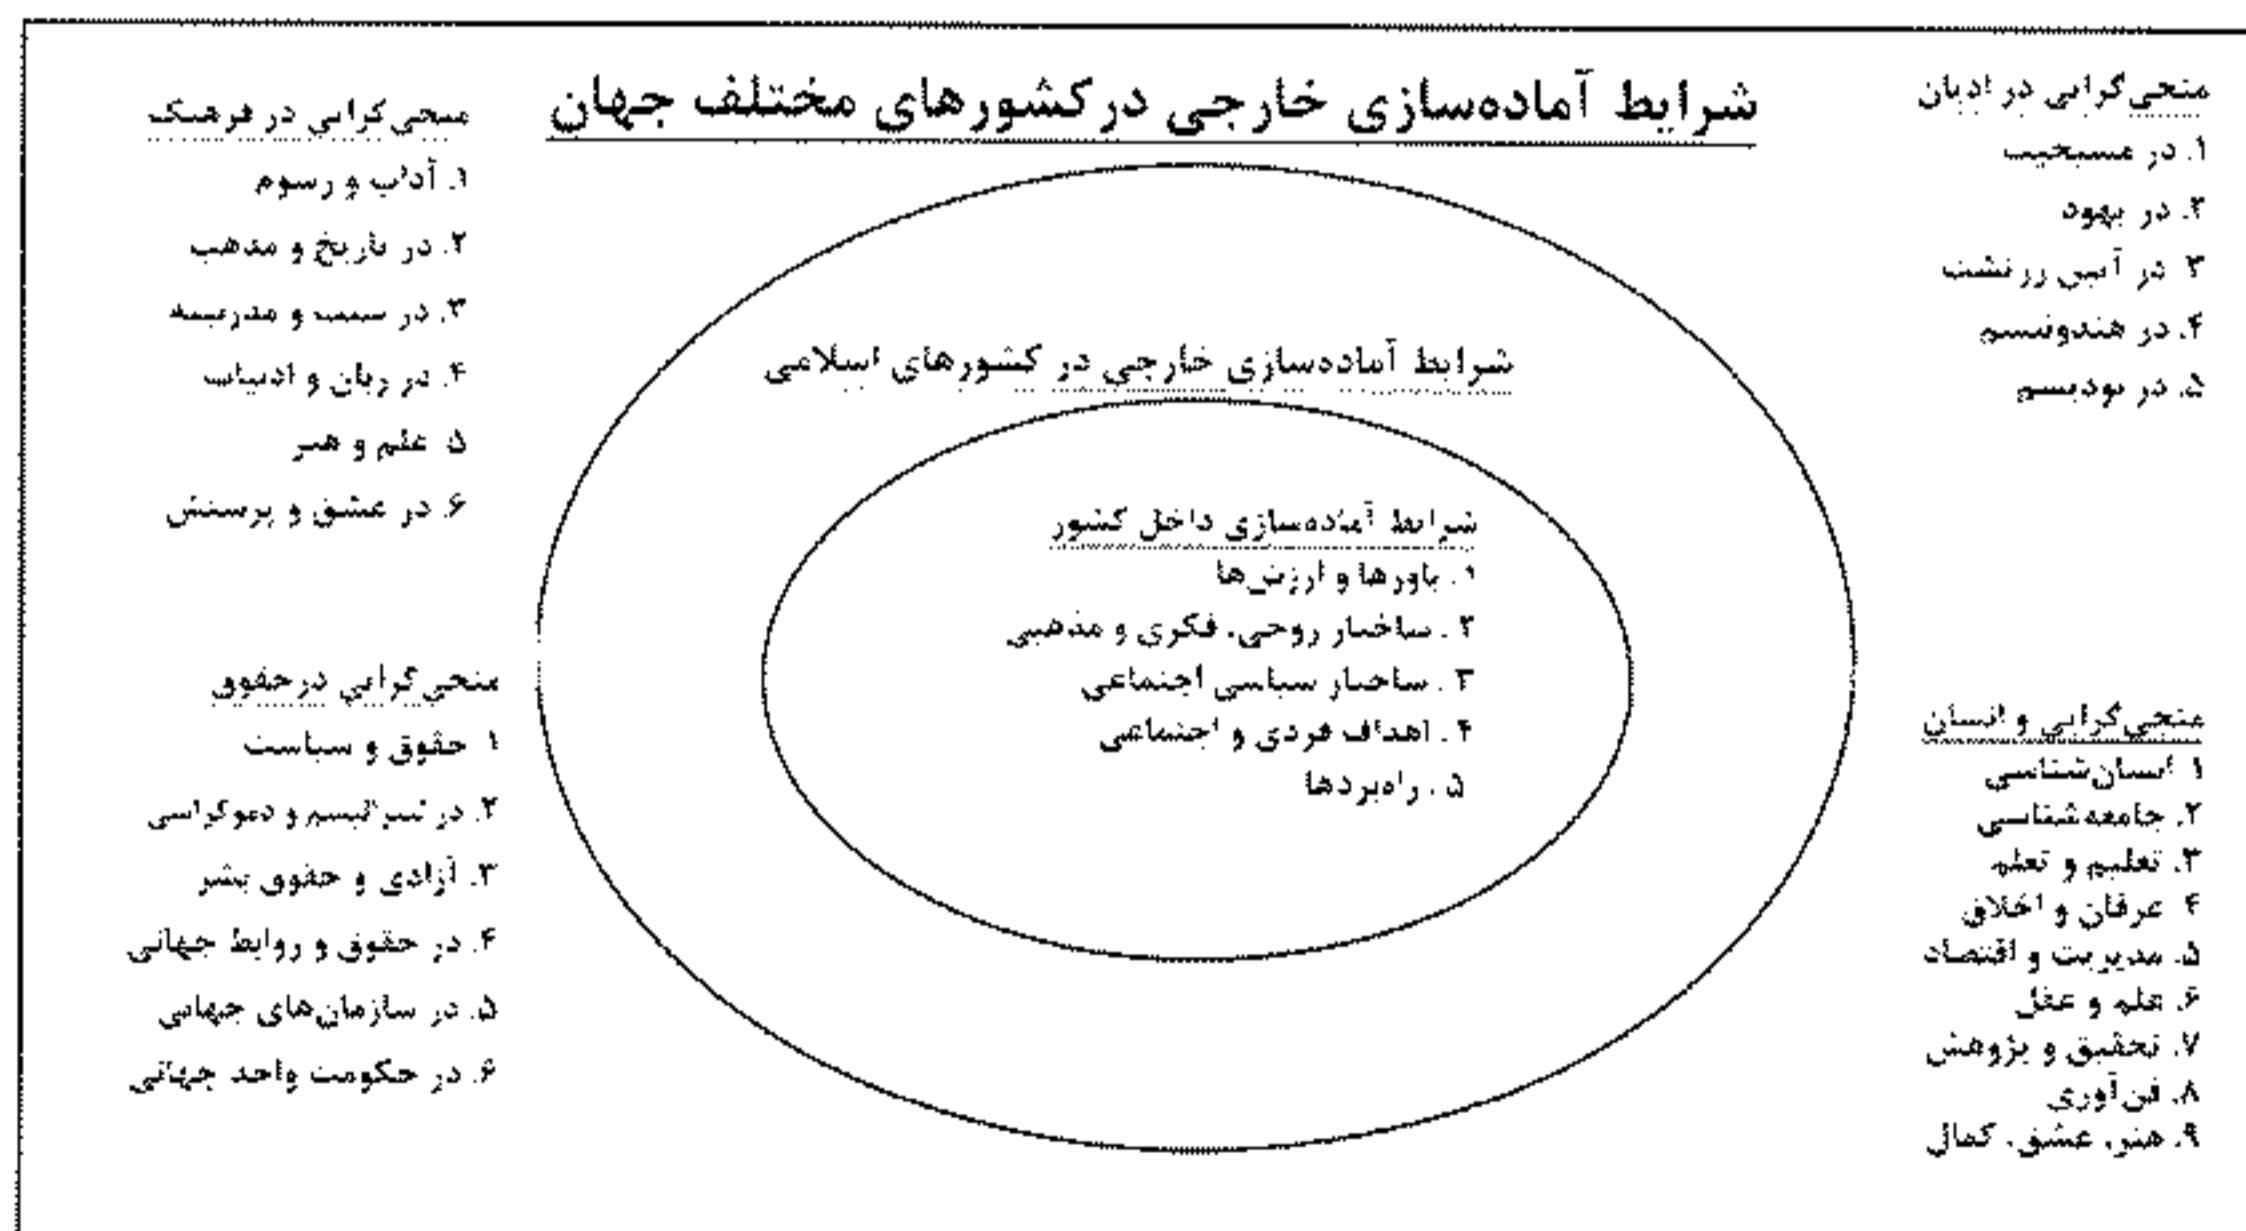 شرایط آماده‌سازی خارجی در کشورهای مختلف جهان
منجی‌گرایی در ادیان
۱. در مسیحیت
۲. در یهود
۳. در آیین زرتشت
۴. در هندوئیسم
۵. در بودیسم
منجی‌گرایی و انسان
۱. انسان‌شناسی
۲. جامعه‌شناسی
۳. تعلیم و تعلم
۴. عرفان و اخلاق
۵. مدیریت و اقتصاد
۶. علم و عقل
۷. تحقیق و پژوهش
۸. فن‌آوری
۹. هنر، عشق، کمال
شرایط آماده‌سازی خارجی در کشورهای اسلامی
شرایط آماده‌سازی داخل کشور
۱. باورها و ارزش‌ها
۲. ساختار روحی، فکری و مذهبی
۳. ساختار سیاسی اجتماعی
۴. اهداف فردی و اجتماعی
۵. راه‌بردها
منجی‌گرایی در فرهنگ
۱. آداب و رسوم
۲. در تاریخ و مذهب
۳. در سنت و مدرنیته
۴. در زبان و ادبیات
۵. علم و هنر
۶. در عشق و پرستش
منجی‌گرایی در حقوق
۱. حقوق و سیاست
۲. در و دموکراسی
۳. آزادی و حقوق بشر
۴. در حقوق و روابط جهانی
۵. در سازمان‌های جهانی
۶. در حکومت واحد جهانی